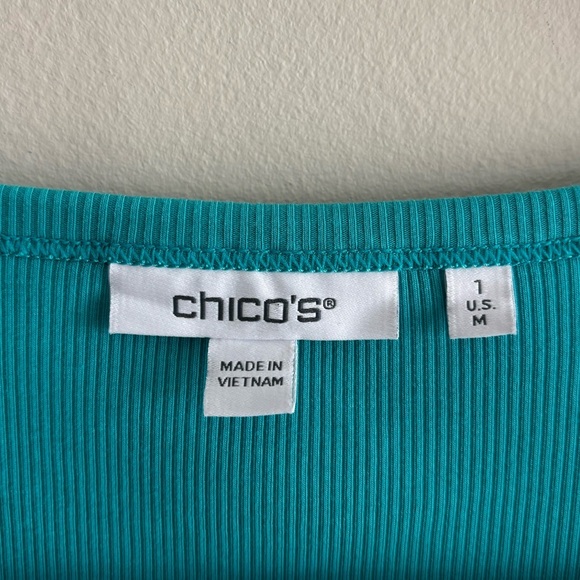 CHICO'S®
MADE IN
VIETNAM
1
U.S.
M